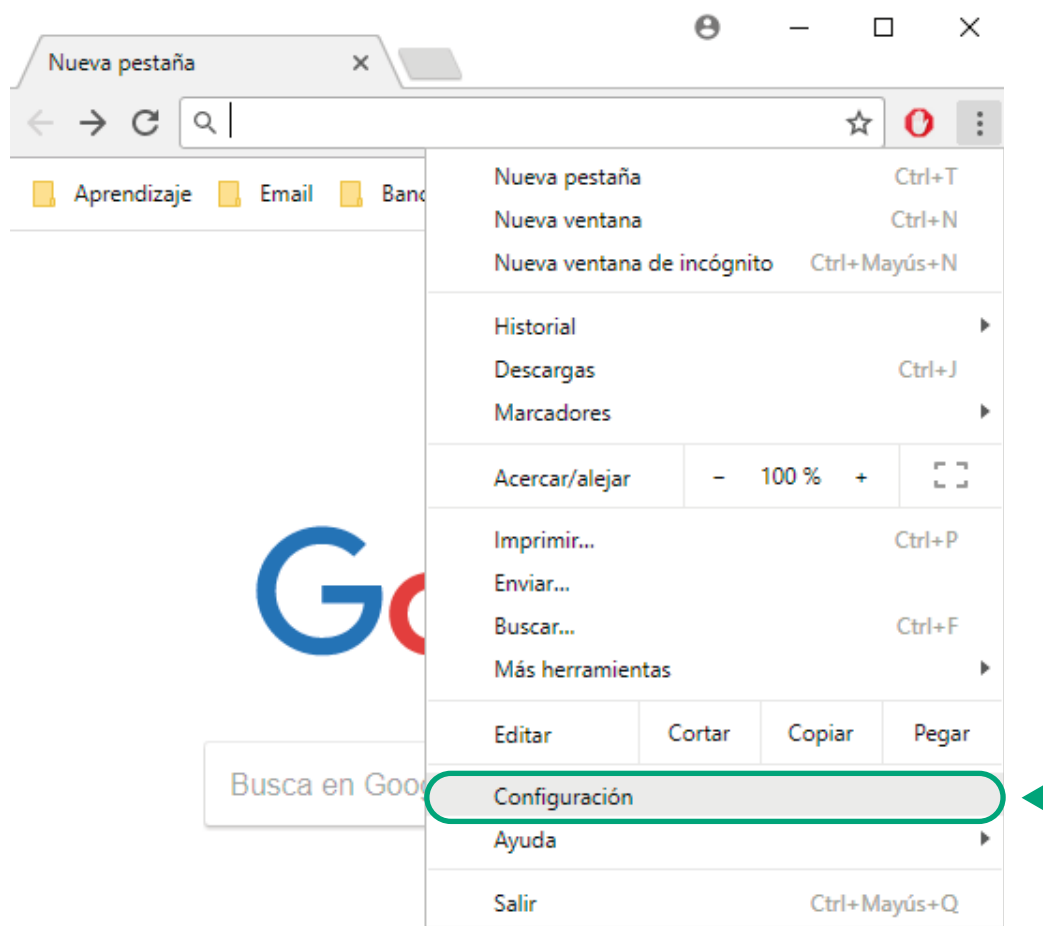 Nueva pestaña
Aprendizaje Email
Nueva pestaña Ctrl+T
Nueva ventana Ctrl+N
Nueva ventana de incógnito Ctrl+Mayús+N
Historial
Descargas Ctrl+J
Marcadores
Acercar/alejar - 100 % +
Imprimir... Ctrl+P
Enviar...
Buscar... Ctrl+F
Más herramientas
Editar Cortar Copiar Pegar
Busca en
Configuración
Ayuda
Salir Ctrl+Mayús+Q